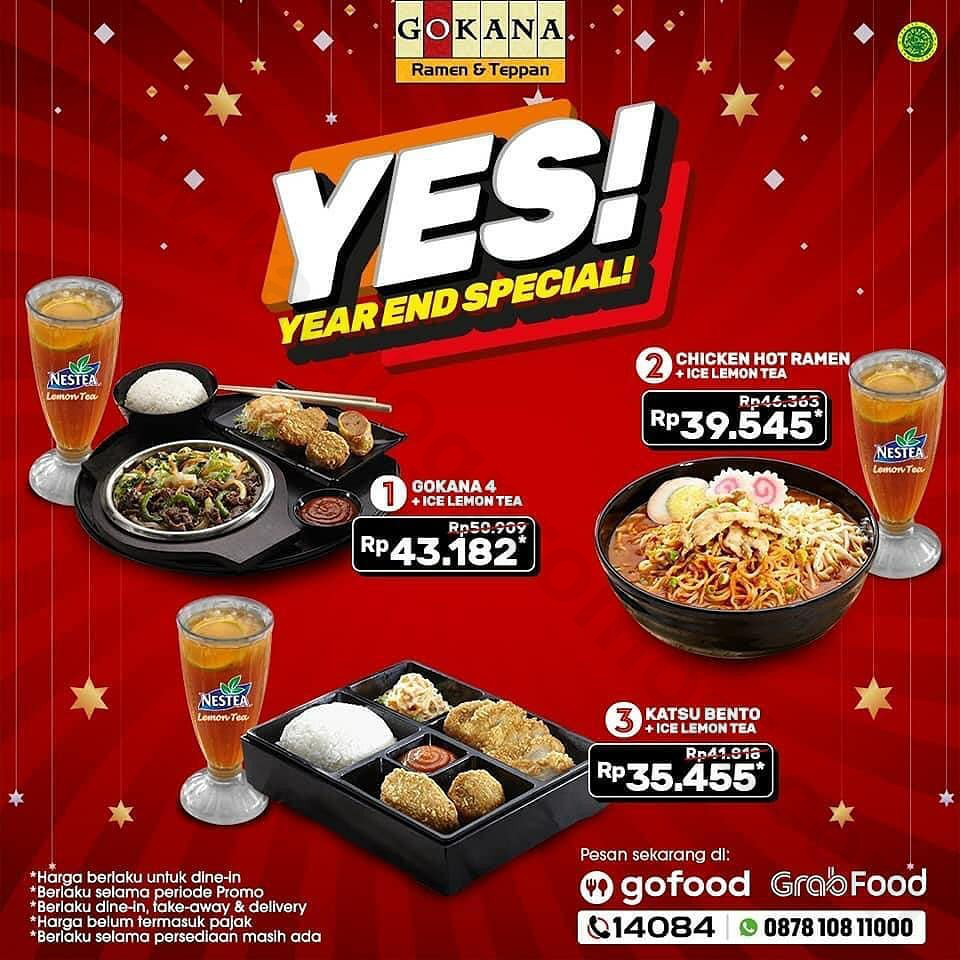 GOKANA
Ramen & Teppan
YES!
YEAR END SPECIAL!
NESTEA
Lemon Tea
1 GOKANA 4
+ ICE LEMON TEA
Rp50.909
Rp43.182*
2 CHICKEN HOT RAMEN
+ ICE LEMON TEA
Rp46.363
Rp39.545*
NESTEA
Lemon Tea
NESTEA
Lemon Tea
3 KATSU BENTO
+ ICE LEMON TEA
Rp41.818
Rp35.455*
*Harga berlaku untuk dine-in
*Berlaku selama periode Promo
*Berlaku dine-in, take-away & delivery
*Harga belum termasuk pajak
*Berlaku selama persediaan masih ada
Pesan sekarang di:
gofood GrabFood
14084 0878 108 11000